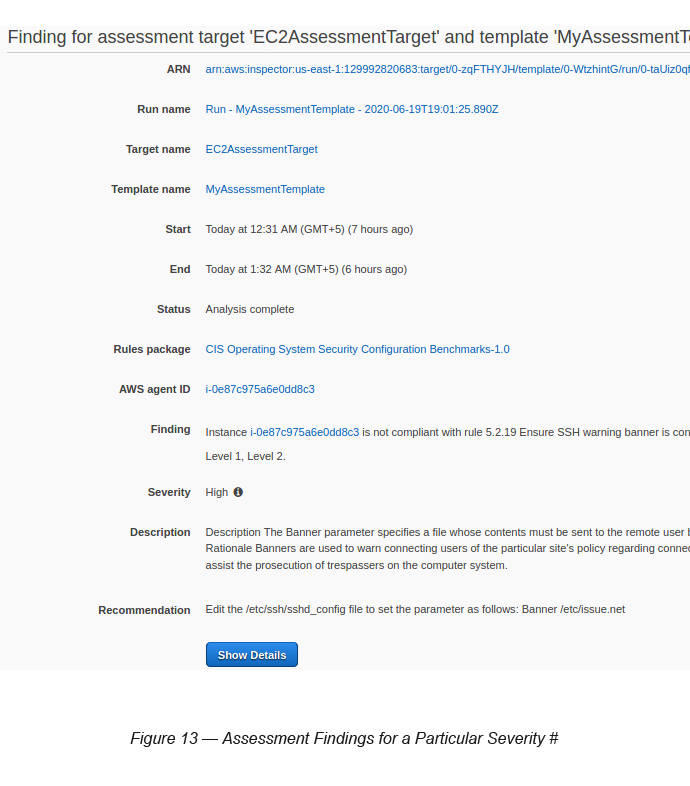 Finding for assessment target 'EC2AssessmentTarget' and template 'MyAssessmentTe
ARN arn:aws:inspector:us-east-1:129992820683:target/0-zqFTHYJH/template/0-WtzhintG/run/0-taUiz0qf
Run name Run - MyAssessmentTemplate - 2020-06-19T19:01:25.890Z
Target name EC2AssessmentTarget
Template name MyAssessmentTemplate
Start Today at 12:31 AM (GMT+5) (7 hours ago)
End Today at 1:32 AM (GMT+5) (6 hours ago)
Status Analysis complete
Rules package CIS Operating System Security Configuration Benchmarks-1.0
AWS agent ID i-0e87c975a6e0dd8c3
Finding Instance i-0e87c975a6e0dd8c3 is not compliant with rule 5.2.19 Ensure SSH warning banner is con
Level 1, Level 2.
Severity High
Description Description The Banner parameter specifies a file whose contents must be sent to the remote user b
Rationale Banners are used to warn connecting users of the particular site's policy regarding connec
assist the prosecution of trespassers on the computer system.
Recommendation Edit the /etc/ssh/sshd_config file to set the parameter as follows: Banner /etc/issue.net
Show Details
Figure 13 — Assessment Findings for a Particular Severity #